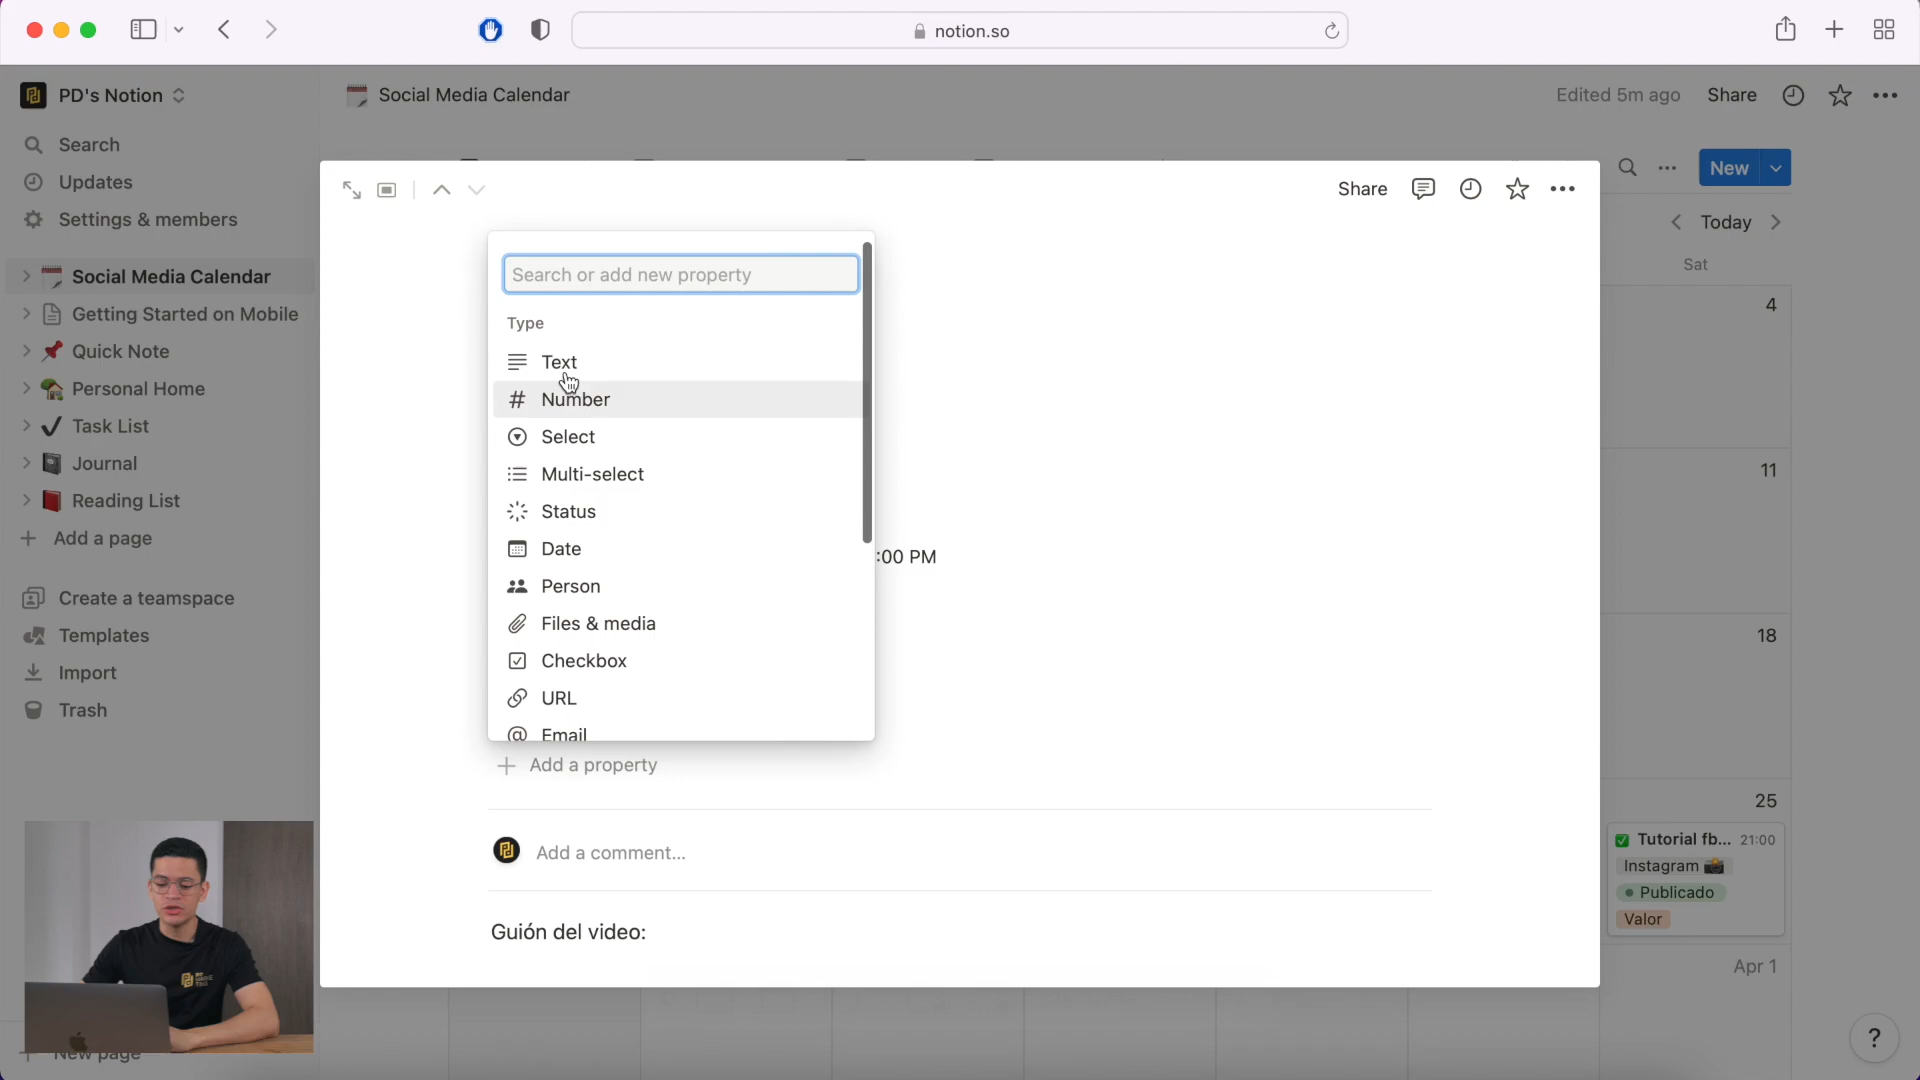 notion.so
PD's Notion
Search
Updates
Settings & members
Social Media Calendar
Getting Started on Mobile
Quick Note
Personal Home
Task List
Journal
Reading List
Add a page
Create a teamspace
Templates
Import
Trash
New page
Social Media Calendar
Edited 5m ago
Share
New
Today
Sat
4
11
18
25
Tutorial fb... 21:00
Instagram
Publicado
Valor
Apr 1
Share
Search or add new property
Type
Text
Number
Select
Multi-select
Status
Date
Person
Files & media
Checkbox
URL
Email
:00 PM
Add a property
Add a comment...
Guión del video:
?